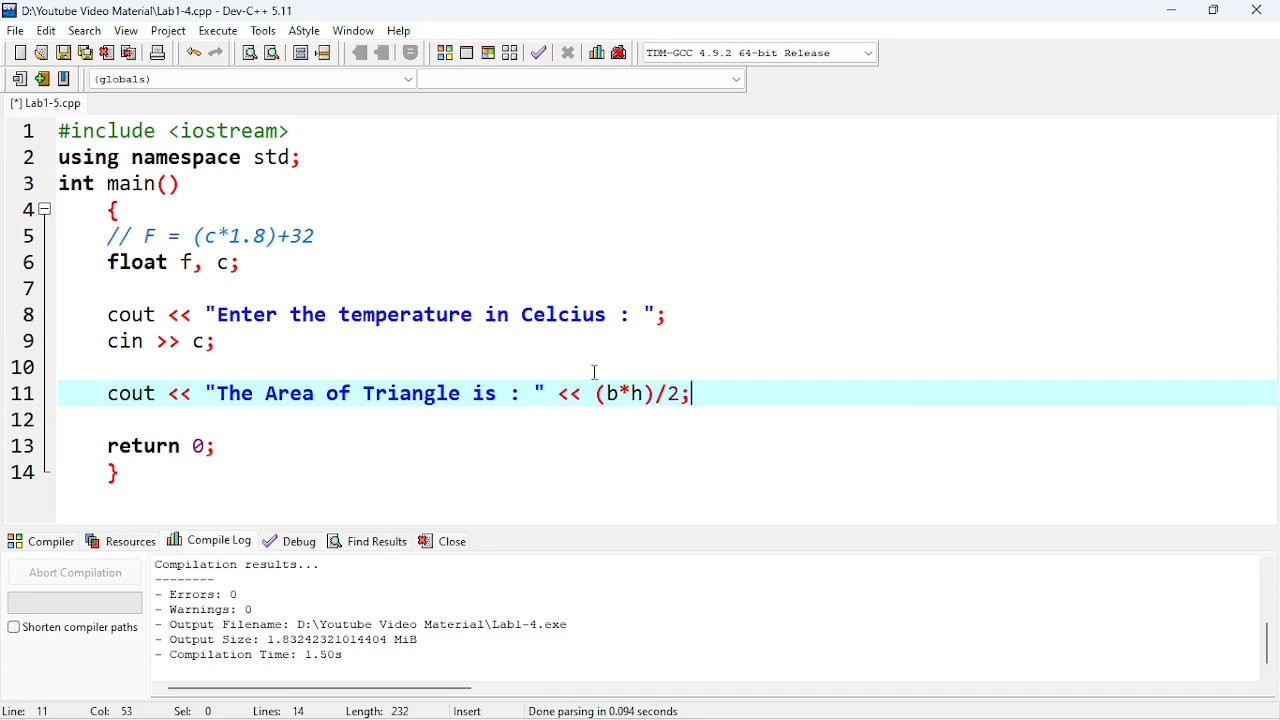 D:\Youtube Video Material\Lab1-4.cpp - Dev-C++ 5.11
File Edit Search View Project Execute Tools AStyle Window Help
TDM-GCC 4.9.2 64-bit Release
(globals)
[*] Lab1-5.cpp
1 #include <iostream>
2 using namespace std;
3 int main()
4 {
5 // F = (c*1.8)+32
6 float f, c;
7
8 cout << "Enter the temperature in Celcius : ";
9 cin >> c;
10
11 cout << "The Area of Triangle is : " << (b*h)/2;
12
13 return 0;
14 }
Compiler Resources Compile Log Debug Find Results Close
Abort Compilation
Shorten compiler paths
Compilation results...
--------
- Errors: 0
- Warnings: 0
- Output Filename: D:\Youtube Video Material\Lab1-4.exe
- Output Size: 1.83242321014404 MiB
- Compilation Time: 1.50s
Line: 11 Col: 53 Sel: 0 Lines: 14 Length: 232 Insert Done parsing in 0.094 seconds